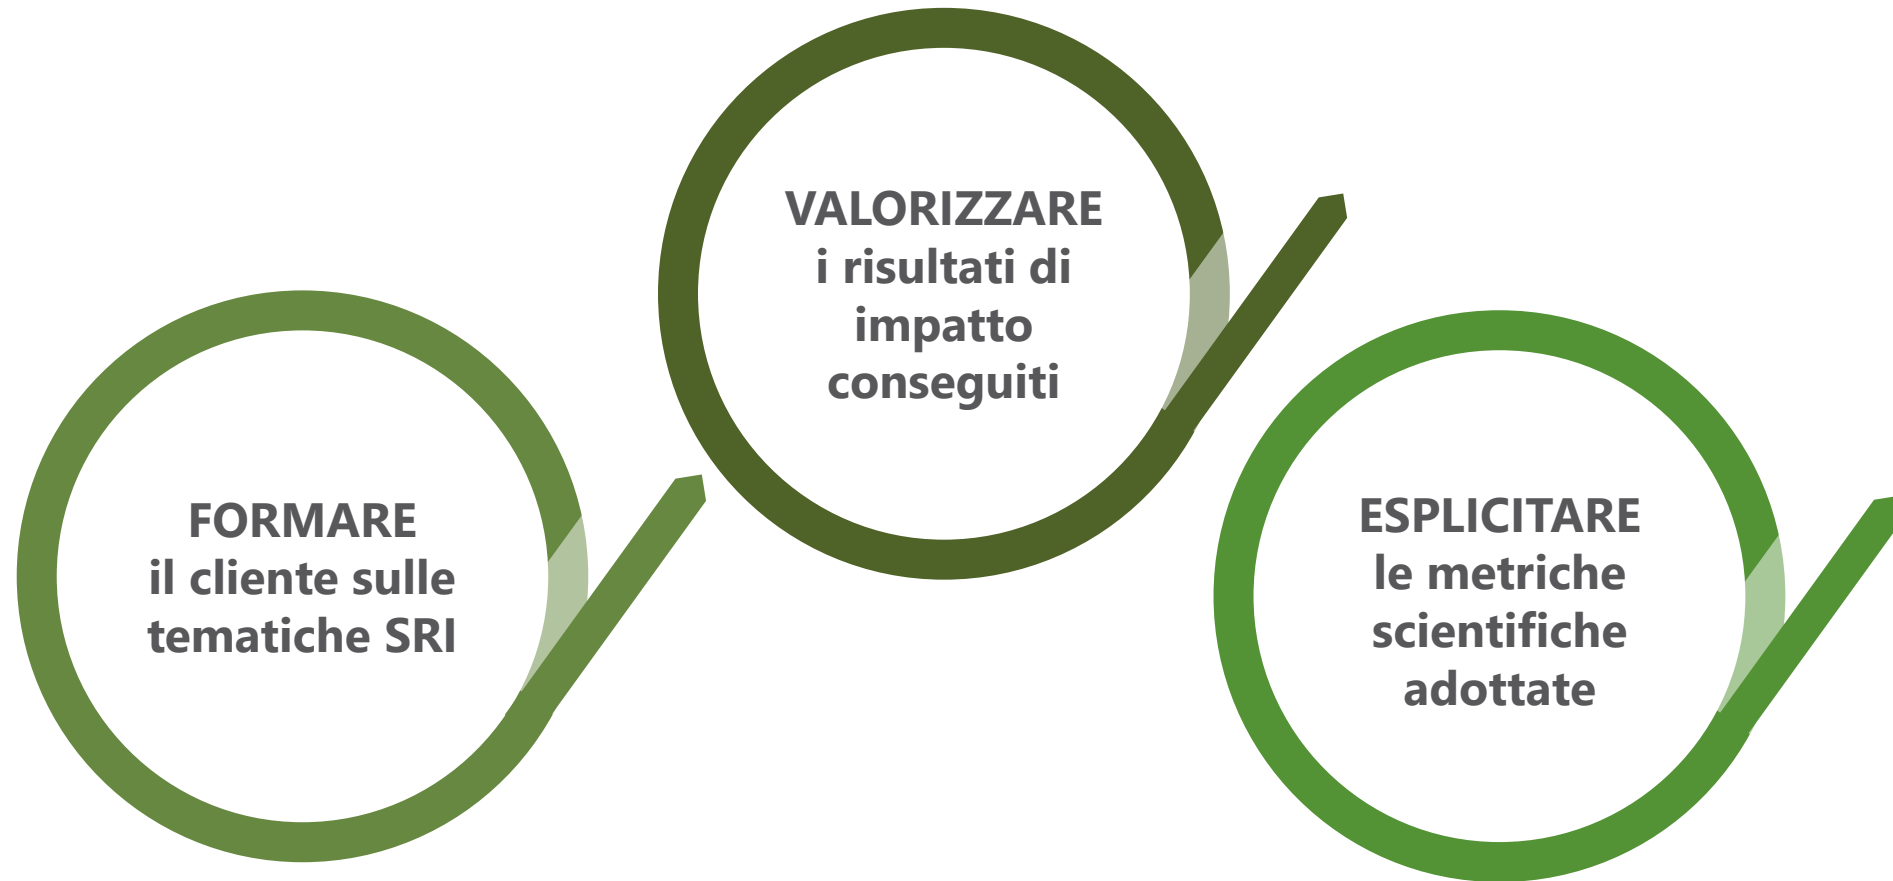 FORMARE
il cliente sulle
tematiche SRI
VALORIZZARE
i risultati di
impatto
conseguiti
ESPLICITARE
le metriche
scientifiche
adottate